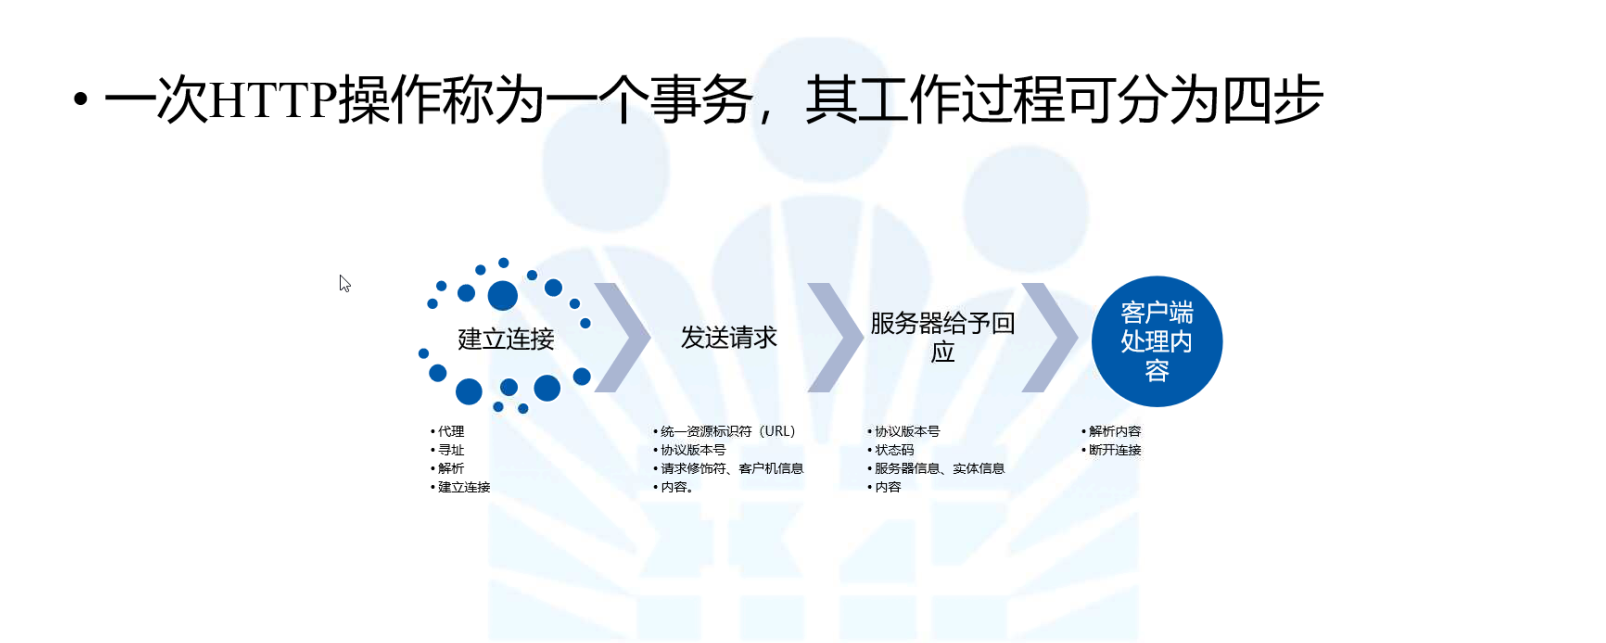 • 一次HTTP操作称为一个事务，其工作过程可分为四步
建立连接
• 代理
• 寻址
• 解析
• 建立连接
发送请求
• 统一资源标识符（URL）
• 协议版本号
• 请求修饰符、客户机信息
• 内容。
服务器给予回
应
• 协议版本号
• 状态码
• 服务器信息、实体信息
• 内容
客户端
处理内
容
• 解析内容
• 断开连接